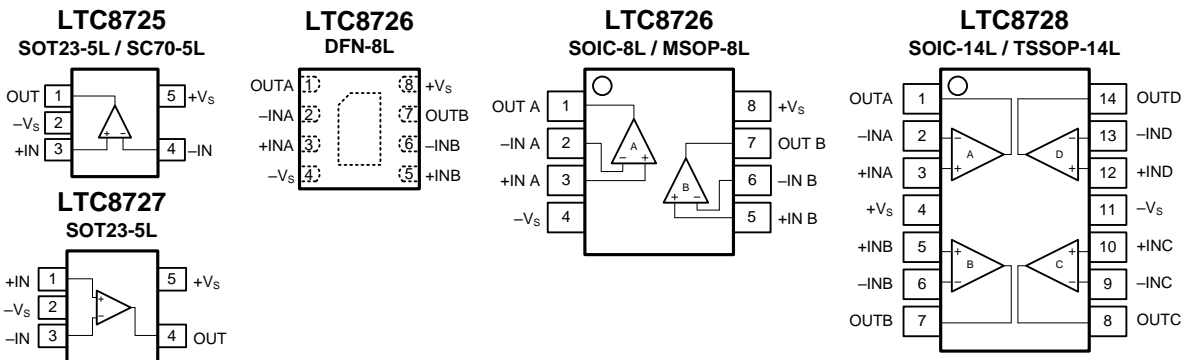 LTC8725
SOT23-5L / SC70-5L
OUT 1
–VS 2
+IN 3
5 +VS
4 –IN
+ –
LTC8727
SOT23-5L
+IN 1
–VS 2
–IN 3
5 +VS
4 OUT
+
–
LTC8726
DFN-8L
OUTA 1
–INA 2
+INA 3
–VS 4
8 +VS
7 OUTB
6 –INB
5 +INB
LTC8726
SOIC-8L / MSOP-8L
OUT A 1
–IN A 2
+IN A 3
–VS 4
8 +VS
7 OUT B
6 –IN B
5 +IN B
A
– +
B
+ –
LTC8728
SOIC-14L / TSSOP-14L
OUTA 1
–INA 2
+INA 3
+VS 4
+INB 5
–INB 6
OUTB 7
14 OUTD
13 –IND
12 +IND
11 –VS
10 +INC
9 –INC
8 OUTC
–
A
+
–
D
+
+
B
–
+
C
–